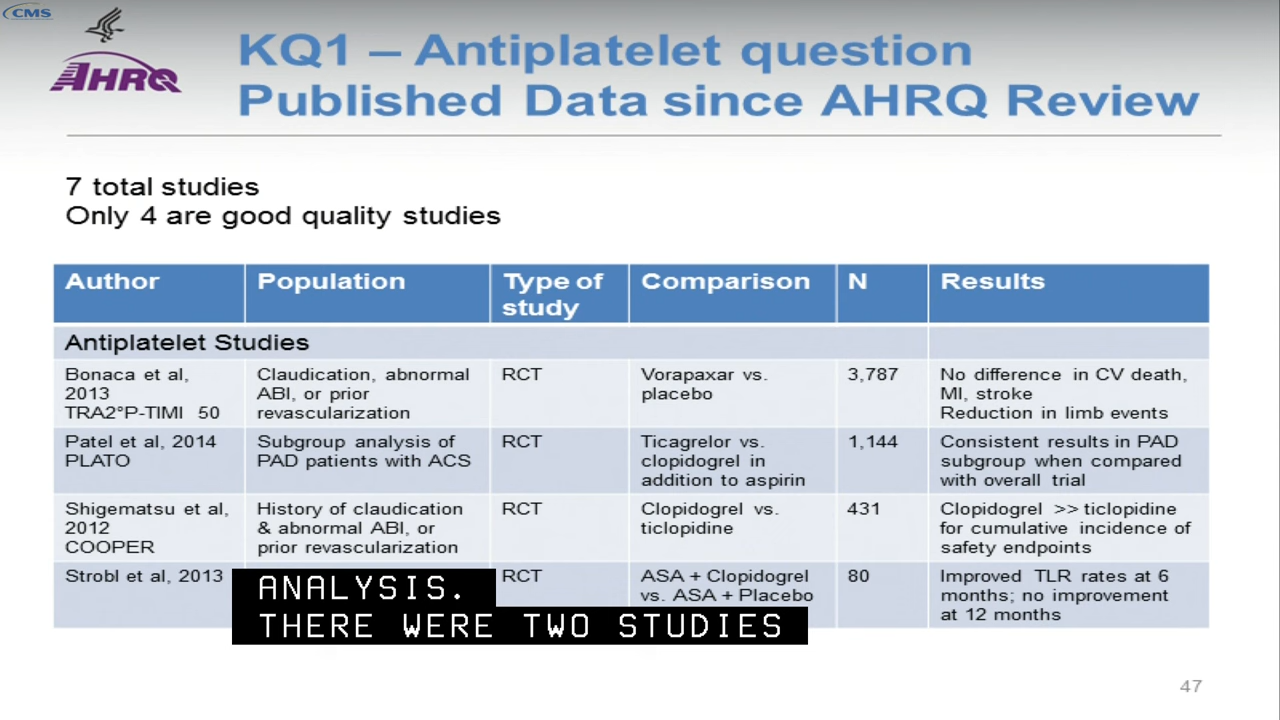 CMS
AHRQ
KQ1 – Antiplatelet question
Published Data since AHRQ Review
7 total studies
Only 4 are good quality studies
Author Population Type of study Comparison N Results
Antiplatelet Studies
Bonaca et al, 2013 TRA2°P-TIMI 50 Claudication, abnormal ABI, or prior revascularization RCT Vorapaxar vs. placebo 3,787 No difference in CV death, MI, stroke Reduction in limb events
Patel et al, 2014 PLATO Subgroup analysis of PAD patients with ACS RCT Ticagrelor vs. clopidogrel in addition to aspirin 1,144 Consistent results in PAD subgroup when compared with overall trial
Shigematsu et al, 2012 COOPER History of claudication & abnormal ABI, or prior revascularization RCT Clopidogrel vs. ticlopidine 431 Clopidogrel >> ticlopidine for cumulative incidence of safety endpoints
Strobl et al, 2013 RCT ASA + Clopidogrel vs. ASA + Placebo 80 Improved TLR rates at 6 months; no improvement at 12 months
ANALYSIS.
THERE WERE TWO STUDIES
47